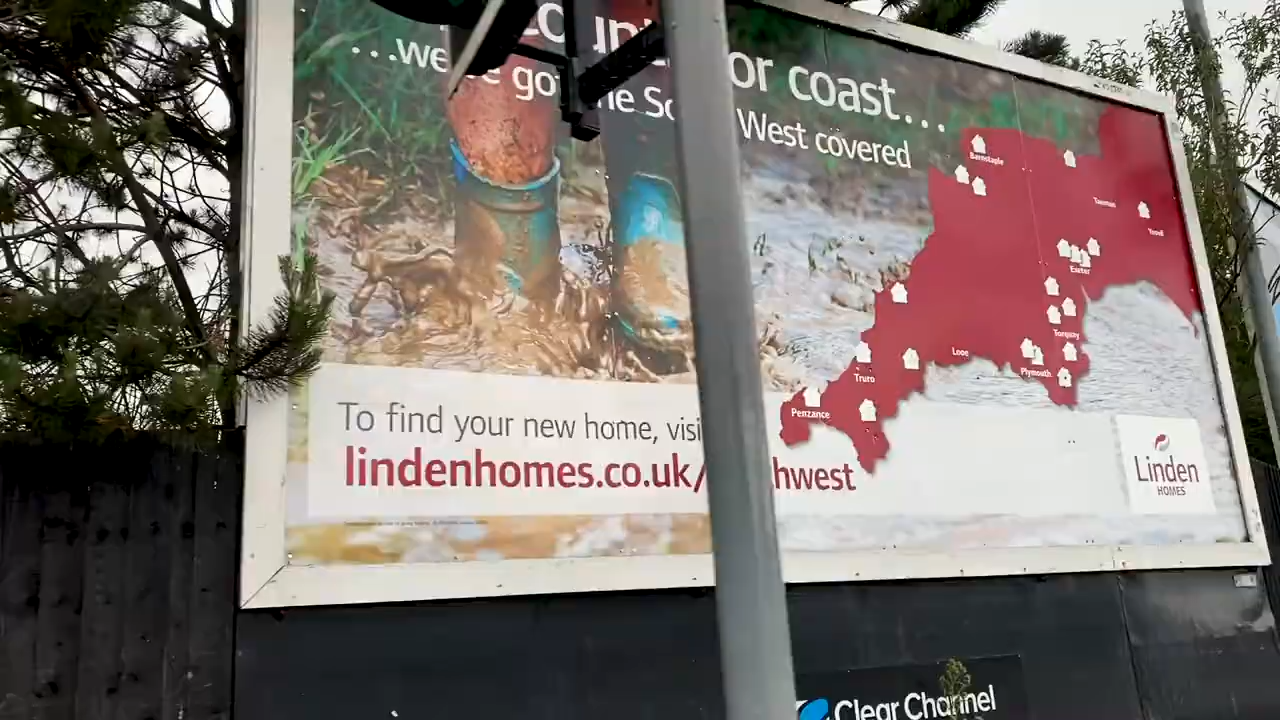 or coast...
...we've got the So West covered
Barnstaple
Taunton
Yeovil
Exeter
Torquay
Looe
Plymouth
Truro
Penzance
To find your new home, visi
lindenhomes.co.uk/ hwest
Linden
HOMES
Clear Channel